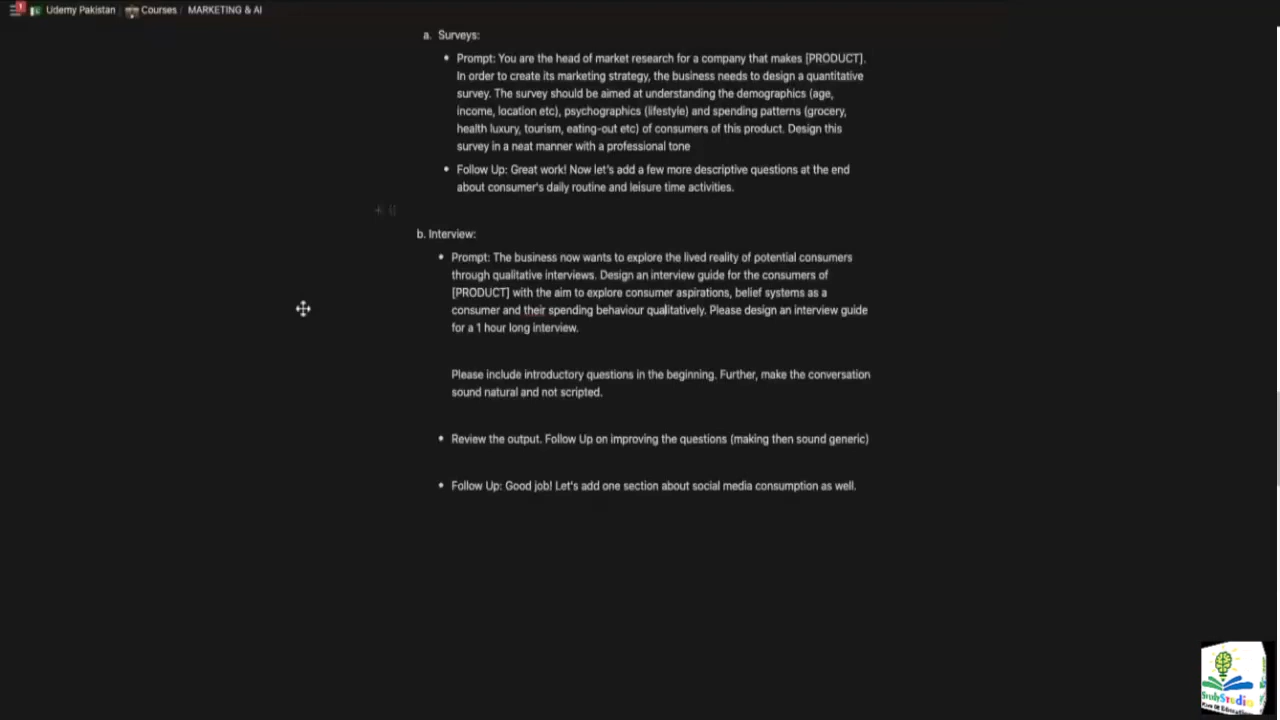 1
Udemy Pakistan / Courses / MARKETING & AI
a. Surveys:
• Prompt: You are the head of market research for a company that makes [PRODUCT].
In order to create its marketing strategy, the business needs to design a quantitative
survey. The survey should be aimed at understanding the demographics (age,
income, location etc), psychographics (lifestyle) and spending patterns (grocery,
health luxury, tourism, eating-out etc) of consumers of this product. Design this
survey in a neat manner with a professional tone
• Follow Up: Great work! Now let's add a few more descriptive questions at the end
about consumer's daily routine and leisure time activities.
b. Interview:
• Prompt: The business now wants to explore the lived reality of potential consumers
through qualitative interviews. Design an interview guide for the consumers of
[PRODUCT] with the aim to explore consumer aspirations, belief systems as a
consumer and their spending behaviour qualitatively. Please design an interview guide
for a 1 hour long interview.
Please include introductory questions in the beginning. Further, make the conversation
sound natural and not scripted.
• Review the output. Follow Up on improving the questions (making then sound generic)
• Follow Up: Good job! Let's add one section about social media consumption as well.